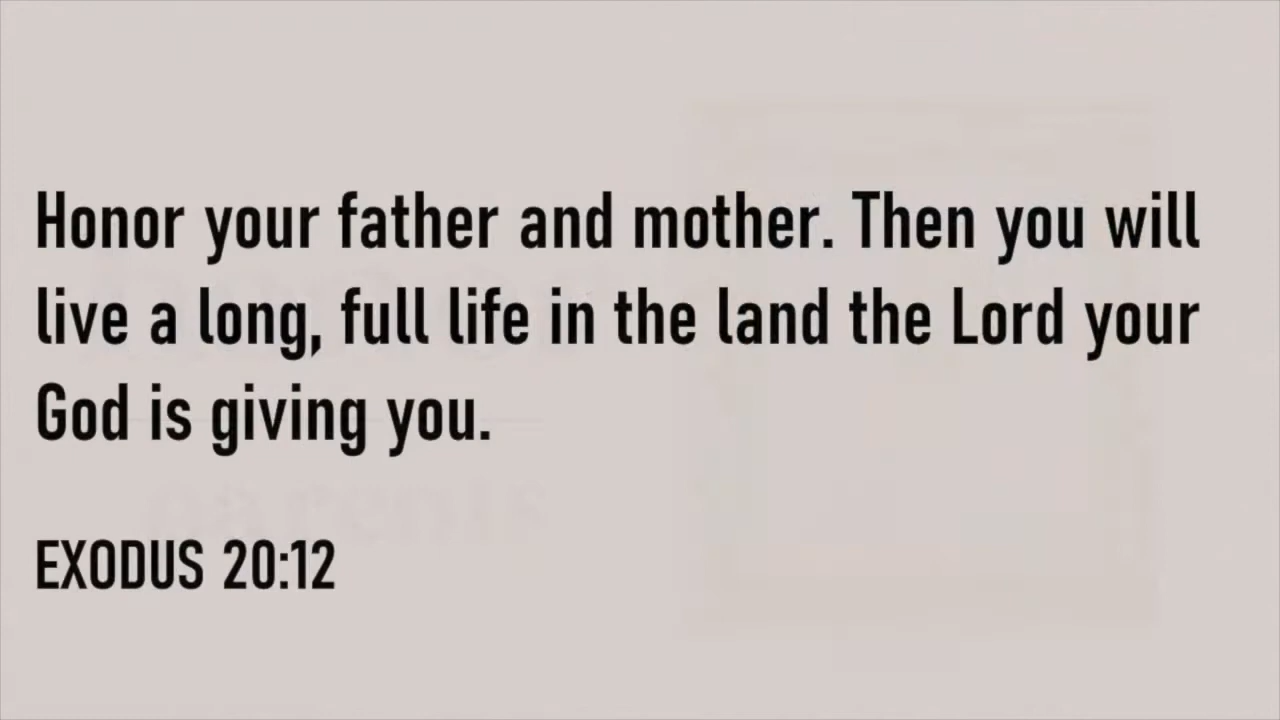 Honor your father and mother. Then you will
live a long, full life in the land the Lord your
God is giving you.
EXODUS 20:12